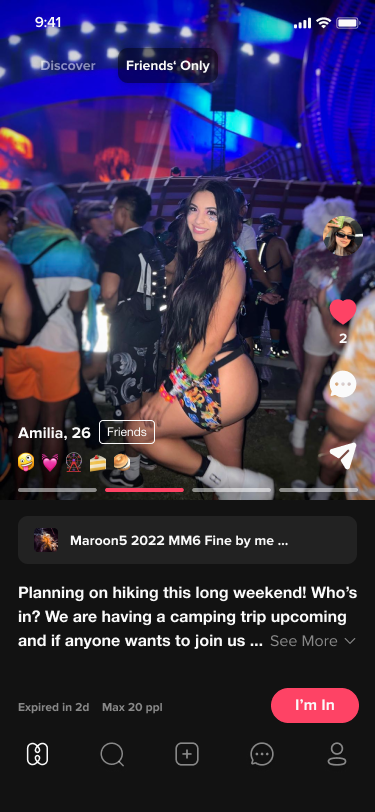 9:41
Discover
Friends' Only
2
Amilia, 26
Friends
Maroon5 2022 MM6 Fine by me ...
Planning on hiking this long weekend! Who's
in? We are having a camping trip upcoming
and if anyone wants to join us ... See More
Expired in 2d Max 20 ppl
I'm In